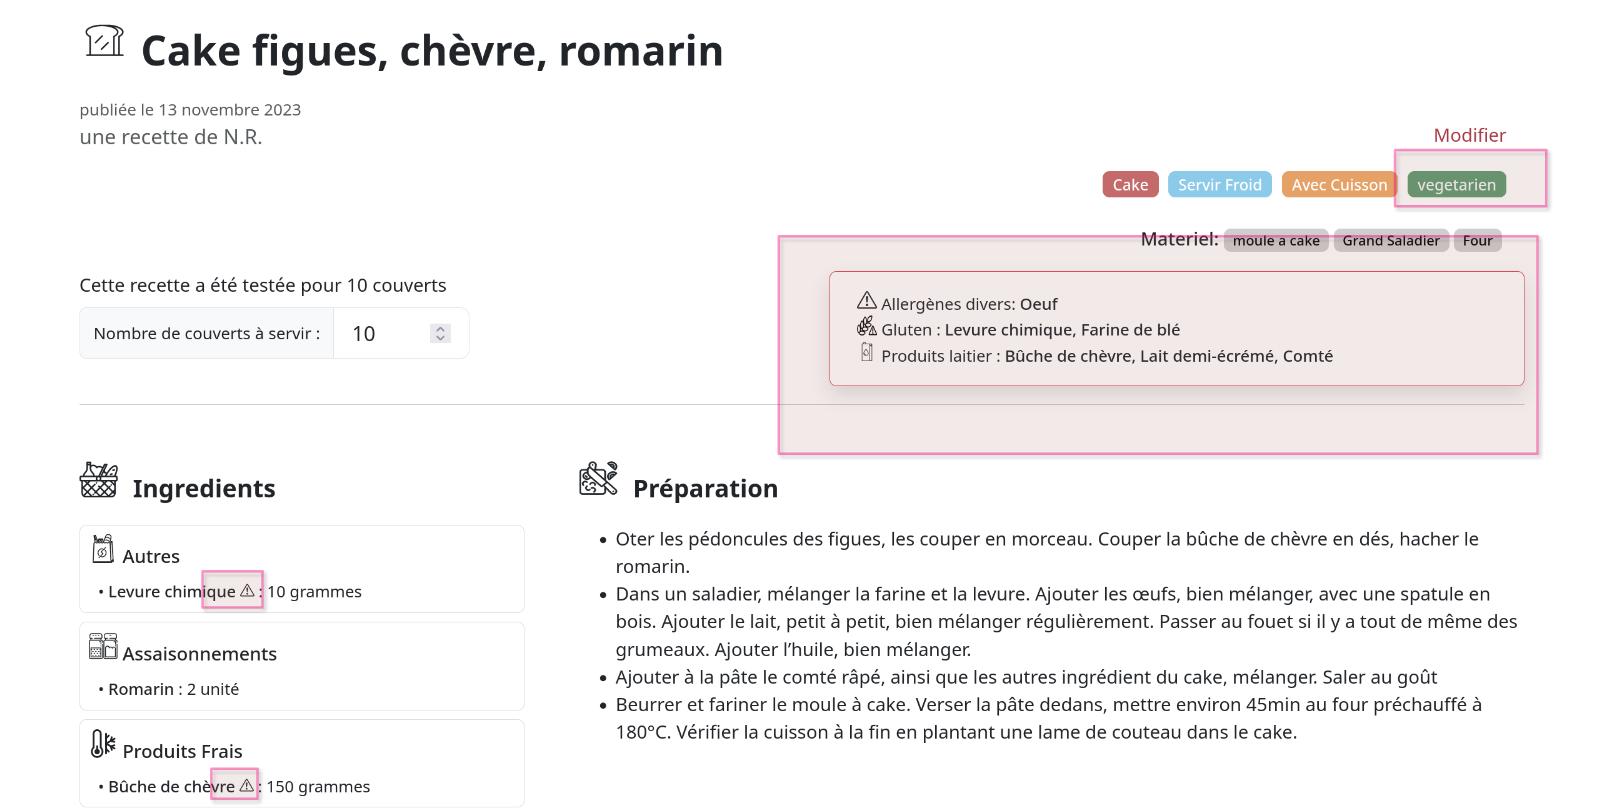 Cake figues, chèvre, romarin
publiée le 13 novembre 2023
une recette de N.R.
Modifier
Cake Servir Froid Avec Cuisson vegetarien
Materiel: moule a cake Grand Saladier Four
Cette recette a été testée pour 10 couverts
Nombre de couverts à servir : 10
Allergènes divers: Oeuf
Gluten : Levure chimique, Farine de blé
Produits laitier : Bûche de chèvre, Lait demi-écrémé, Comté
Ingredients
Autres
• Levure chimique : 10 grammes
Assaisonnements
• Romarin : 2 unité
Produits Frais
• Bûche de chèvre : 150 grammes
Préparation
• Oter les pédoncules des figues, les couper en morceau. Couper la bûche de chèvre en dés, hacher le
romarin.
• Dans un saladier, mélanger la farine et la levure. Ajouter les œufs, bien mélanger, avec une spatule en
bois. Ajouter le lait, petit à petit, bien mélanger régulièrement. Passer au fouet si il y a tout de même des
grumeaux. Ajouter l’huile, bien mélanger.
• Ajouter à la pâte le comté râpé, ainsi que les autres ingrédient du cake, mélanger. Saler au goût
• Beurrer et fariner le moule à cake. Verser la pâte dedans, mettre environ 45min au four préchauffé à
180°C. Vérifier la cuisson à la fin en plantant une lame de couteau dans le cake.